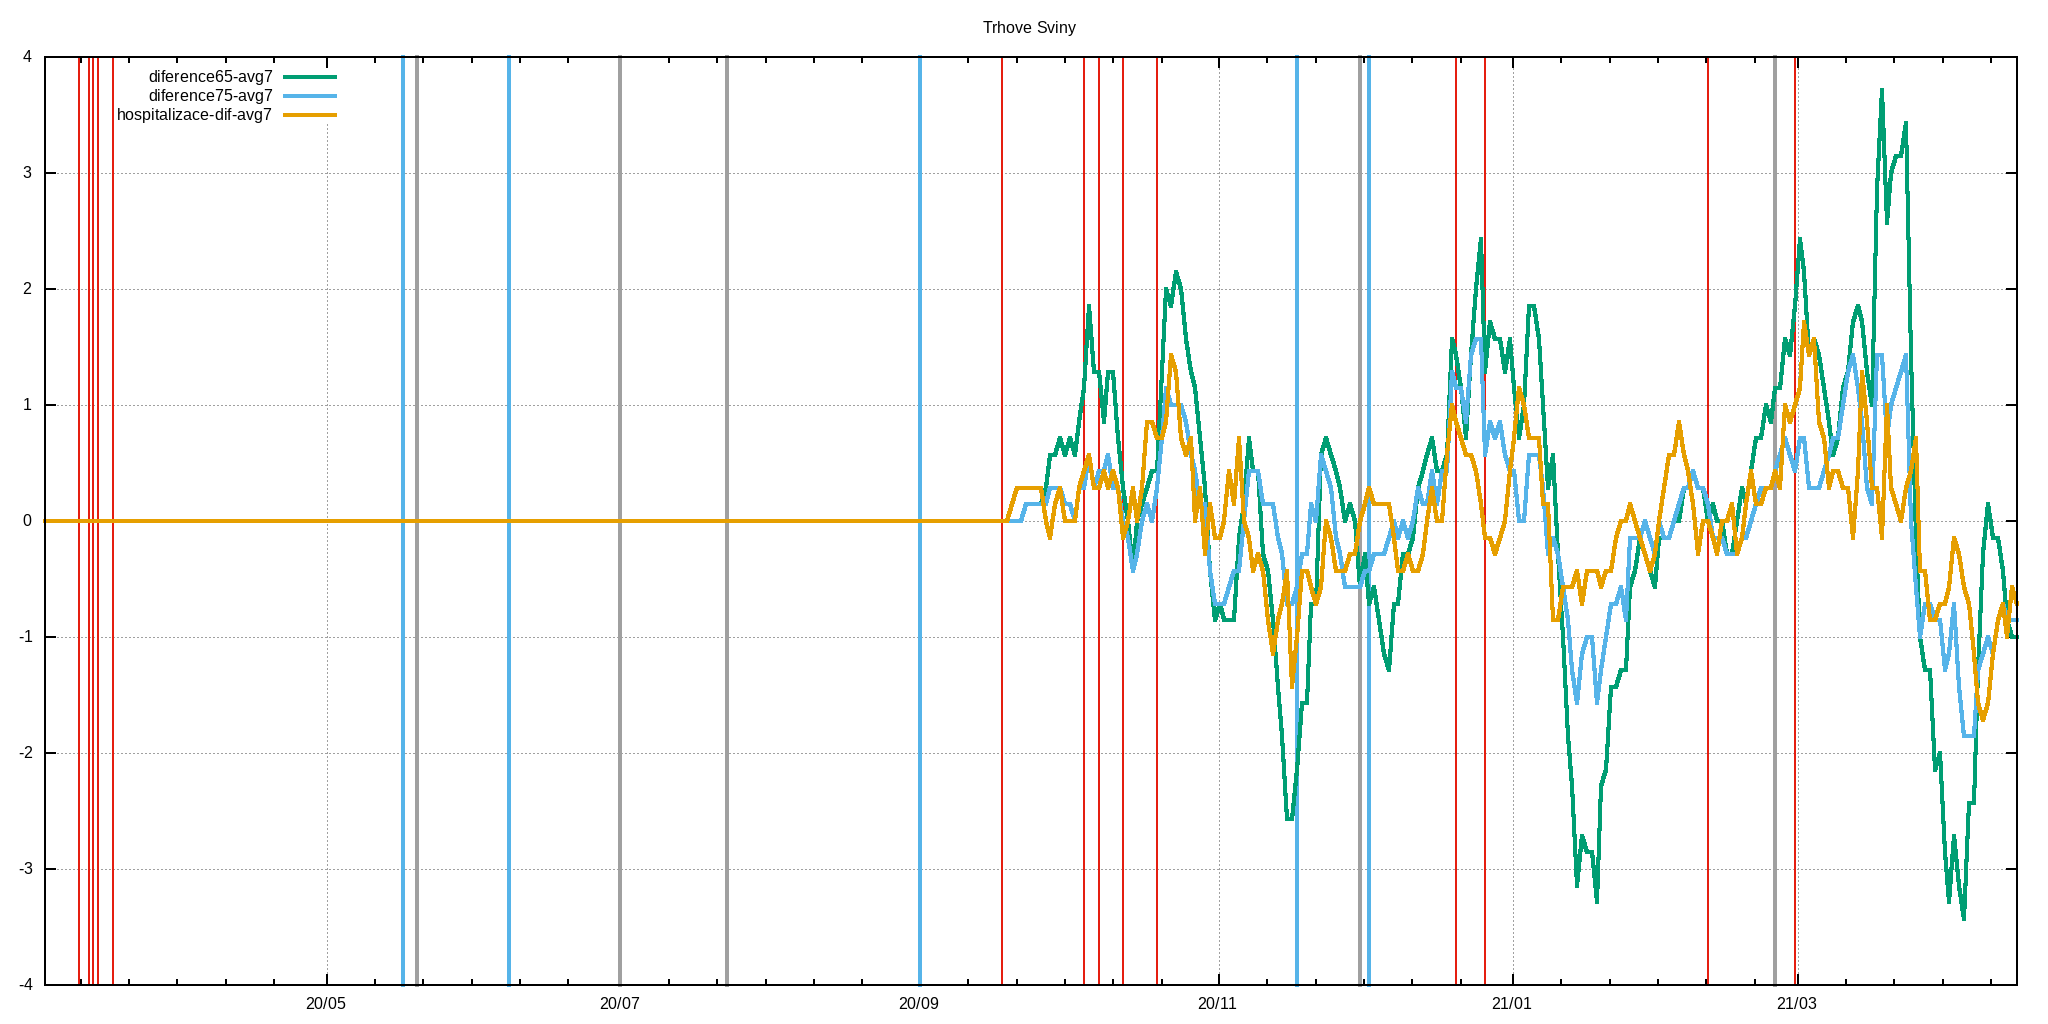 Trhove Sviny
diference65-avg7
diference75-avg7
hospitalizace-dif-avg7
4
3
2
1
0
-1
-2
-3
-4
20/05 20/07 20/09 20/11 21/01 21/03